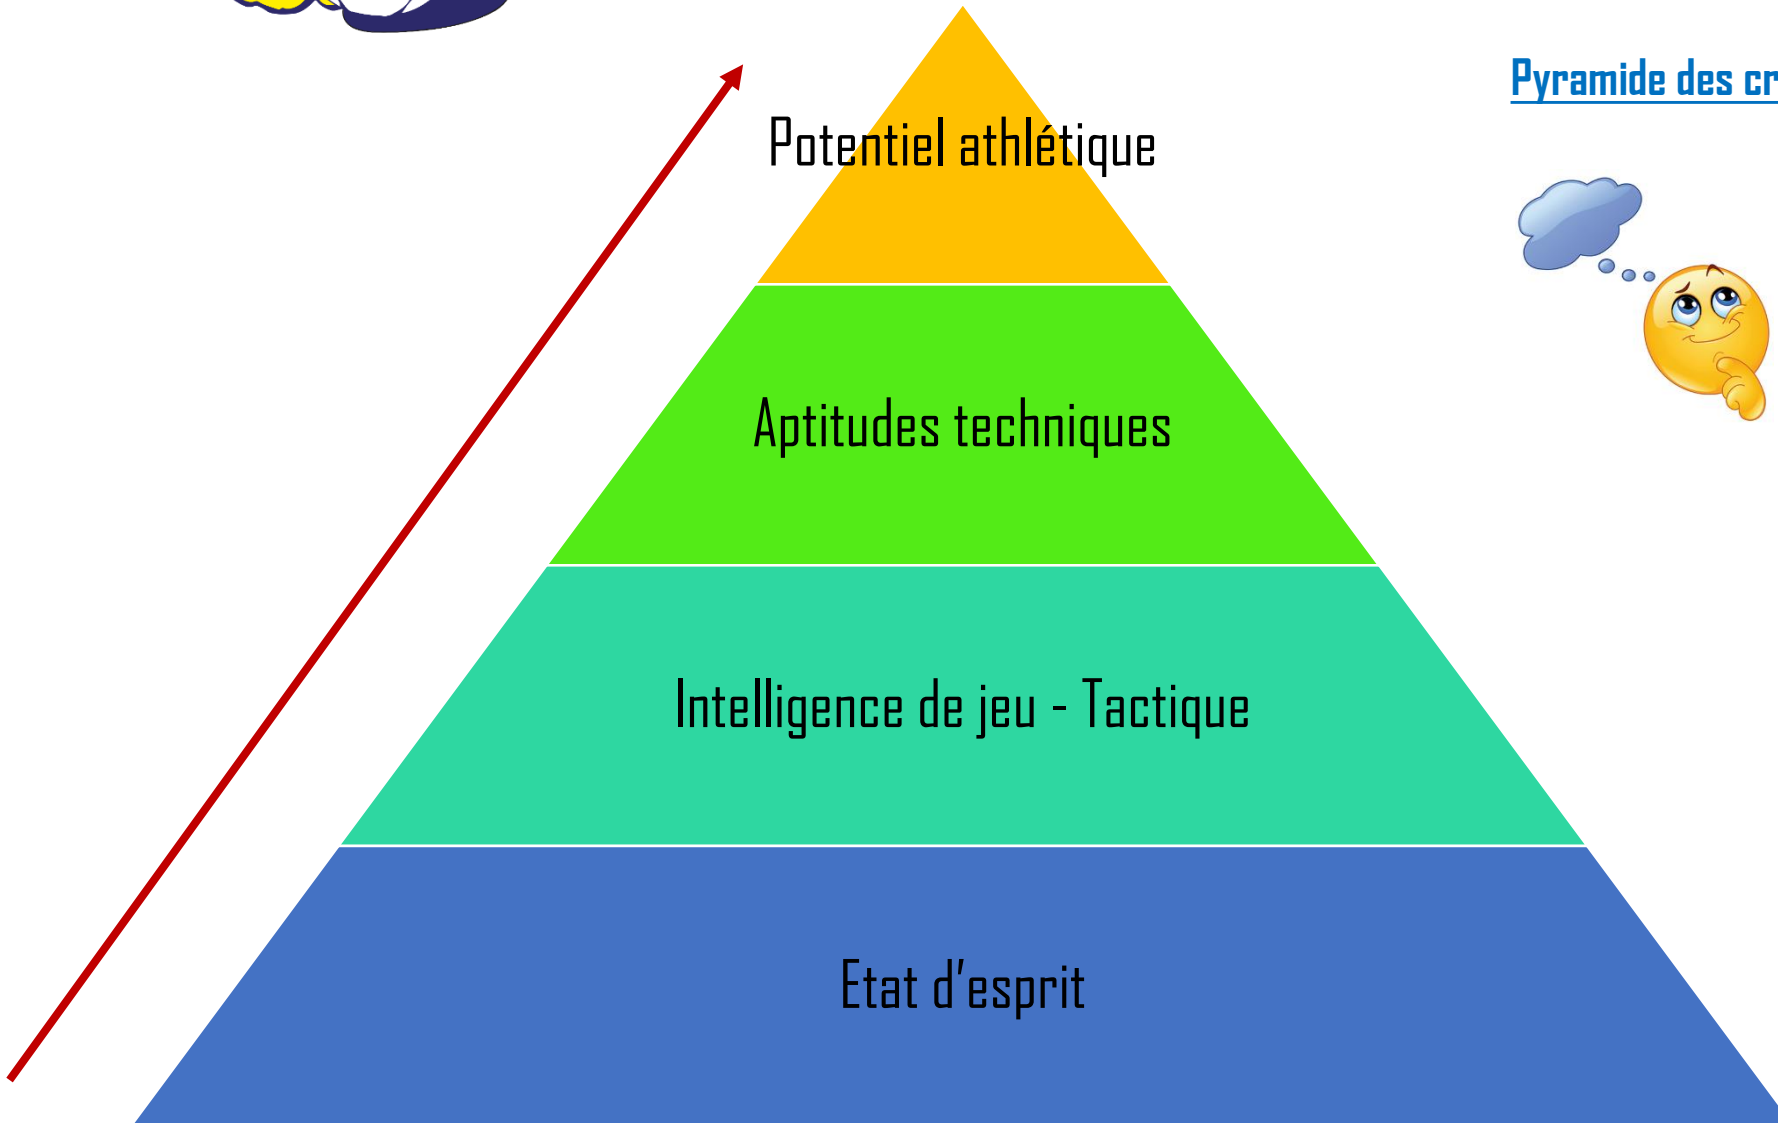 Pyramide des cr
Potentiel athlétique
Aptitudes techniques
Intelligence de jeu - Tactique
Etat d'esprit